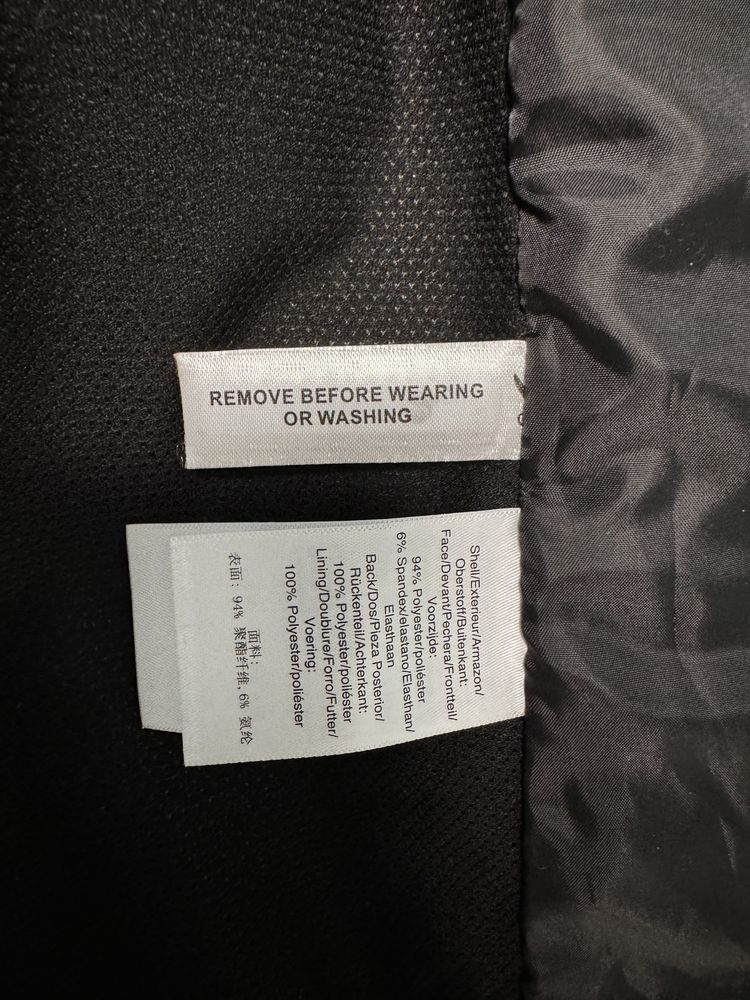 REMOVE BEFORE WEARING
OR WASHING
Shell/Exterieur/Armazon/
Oberstoff/Buitenkant:
Voorzijde:
Face/Devant/Pechera/Frontteil/
94% Polyester/poliéster
6% Spandex/elastano/Elasthan/
Elasthaan
Back/Dos/Pieza Posterior/
Rückenteil/Achterkant:
100% Polyester/poliéster
Lining/Doublure/Forro/Futter/
Voering:
100% Polyester/poliéster
面料:
表面: 94% 聚酯纤维,6% 氨纶